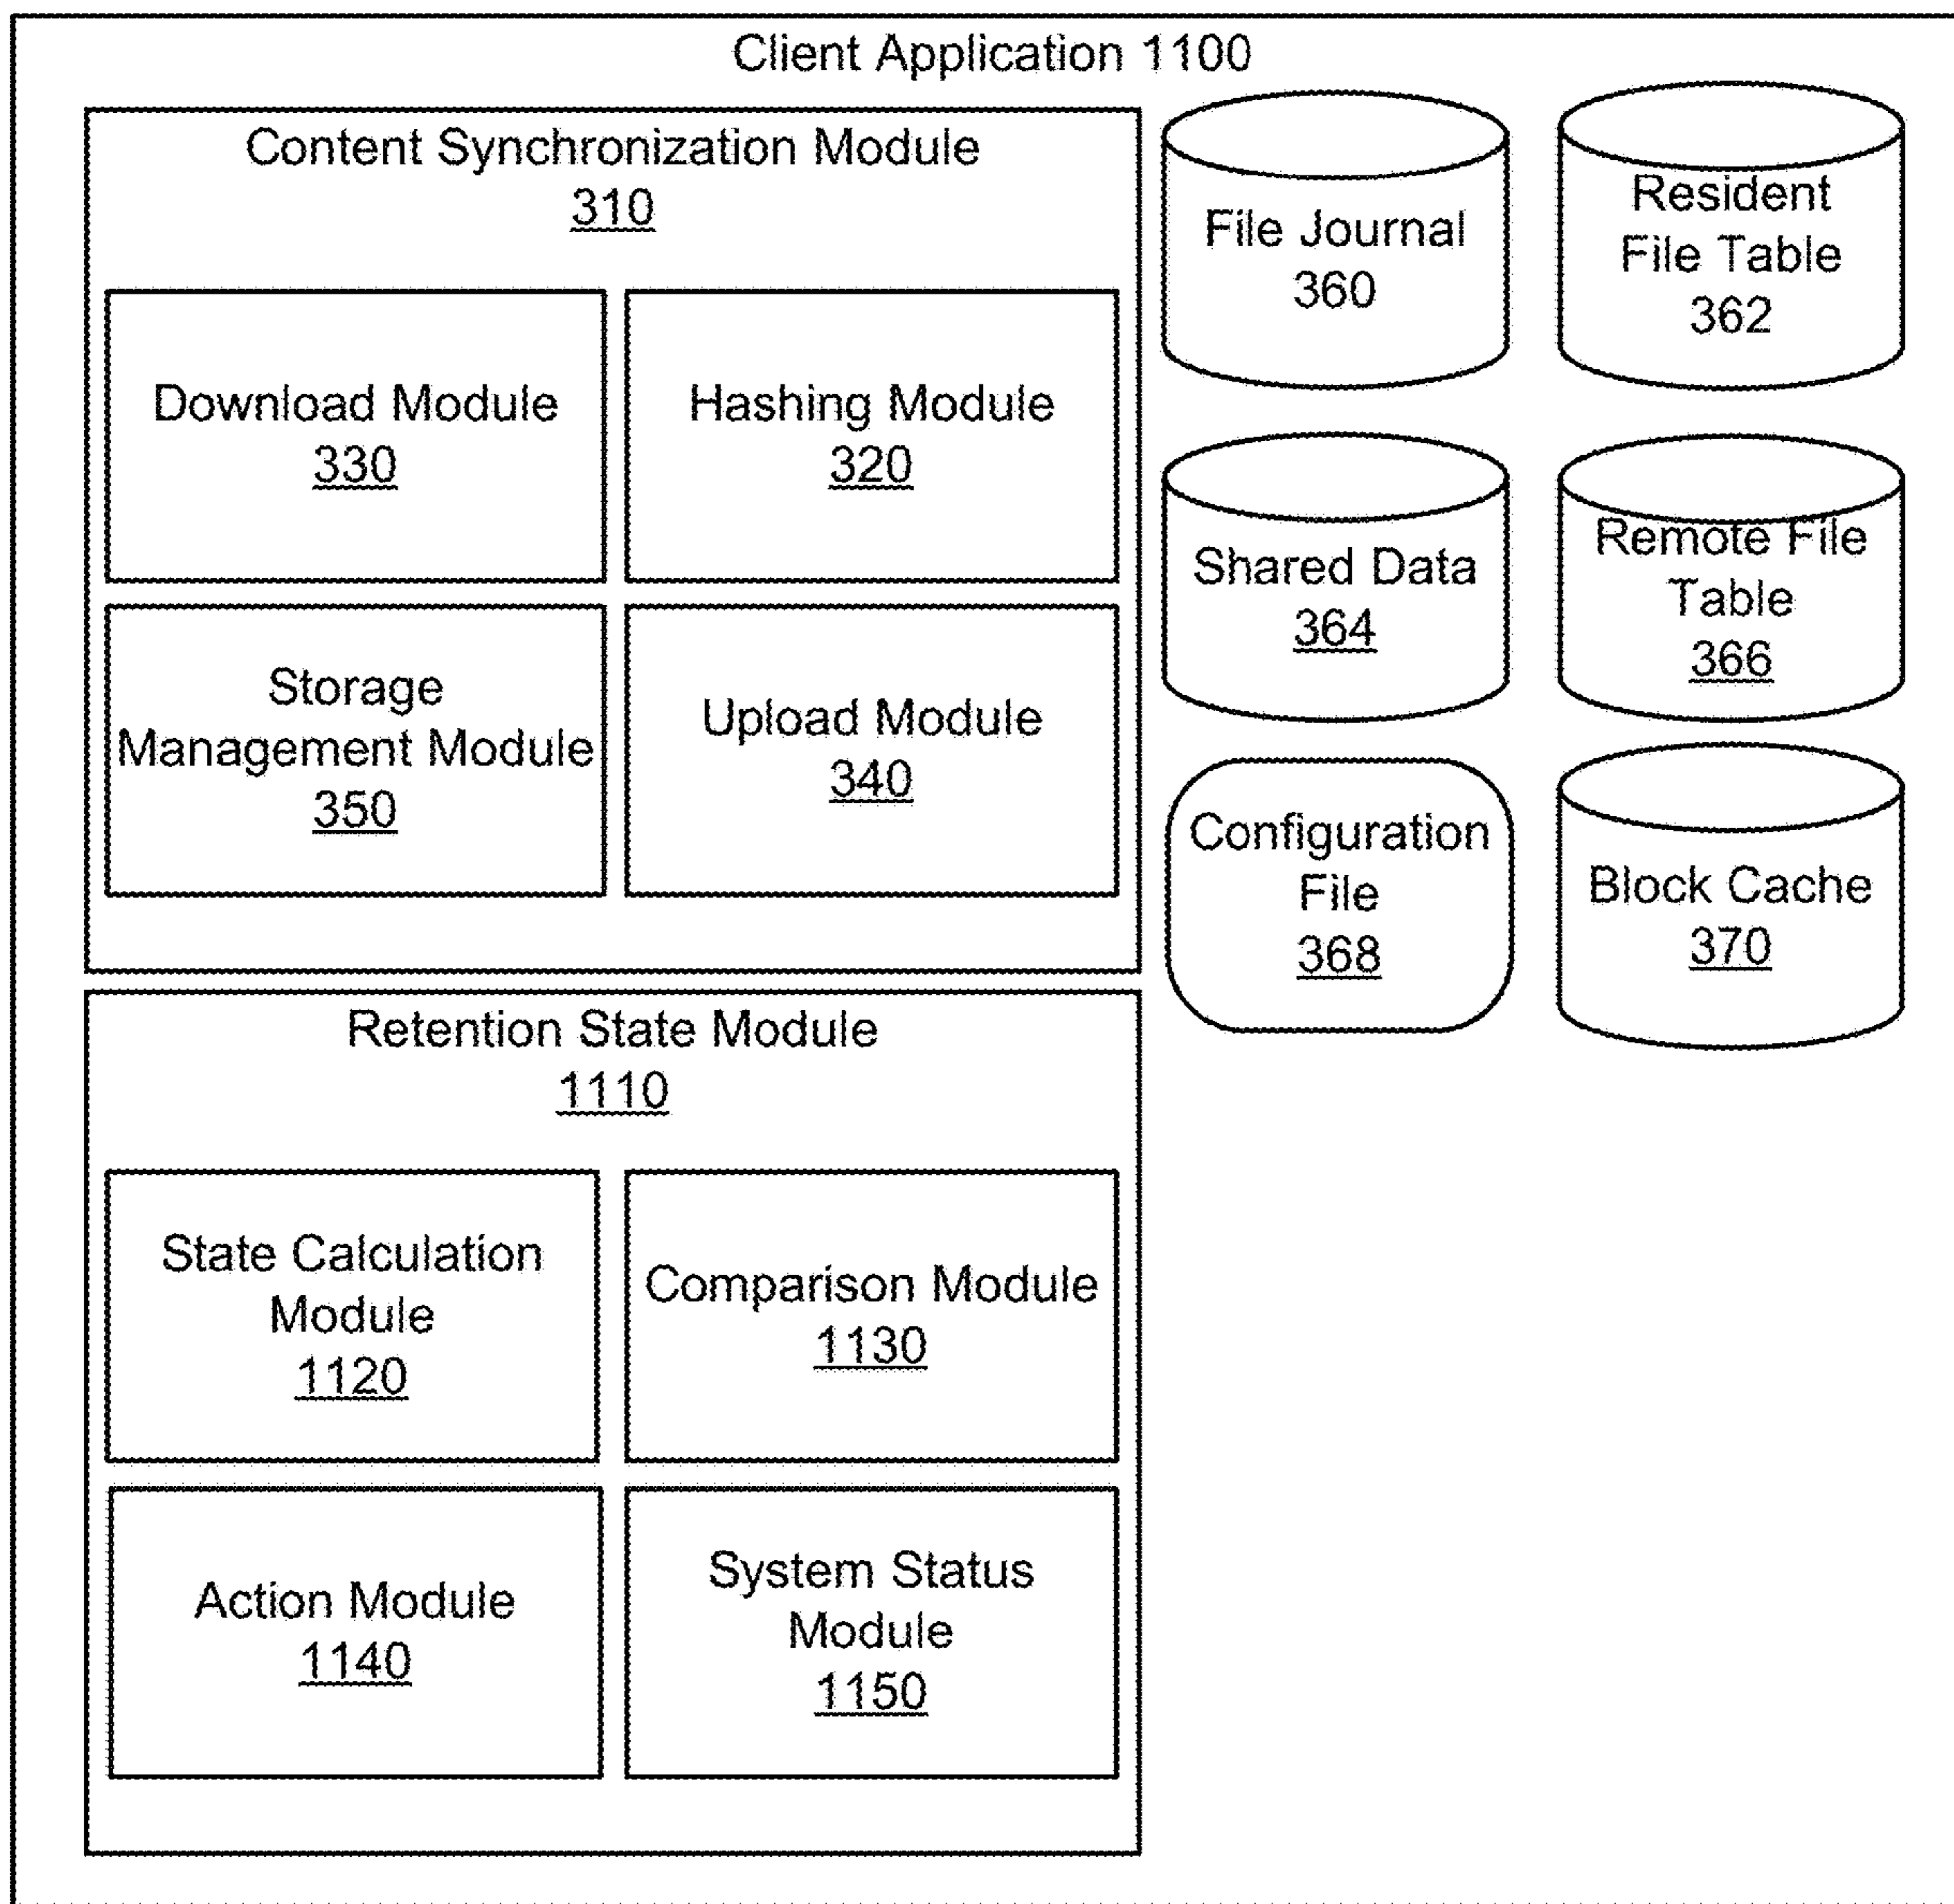 Client Application 1100
Content Synchronization Module
310
Download Module
330
Hashing Module
320
Storage
Management Module
350
Upload Module
340
File Journal
360
Resident
File Table
362
Shared Data
364
Remote File
Table
366
Configuration
File
368
Block Cache
370
Retention State Module
1110
State Calculation
Module
1120
Comparison Module
1130
Action Module
1140
System Status
Module
1150